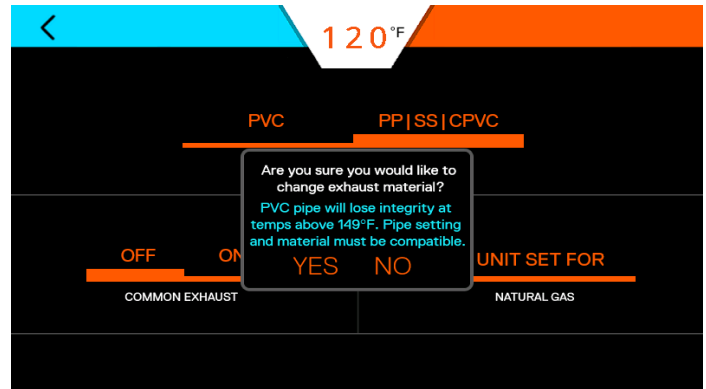 120°F
PVC PP | SS | CPVC
Are you sure you would like to
change exhaust material?
PVC pipe will lose integrity at
temps above 149°F. Pipe setting
and material must be compatible.
YES NO
OFF ON
COMMON EXHAUST
UNIT SET FOR
NATURAL GAS